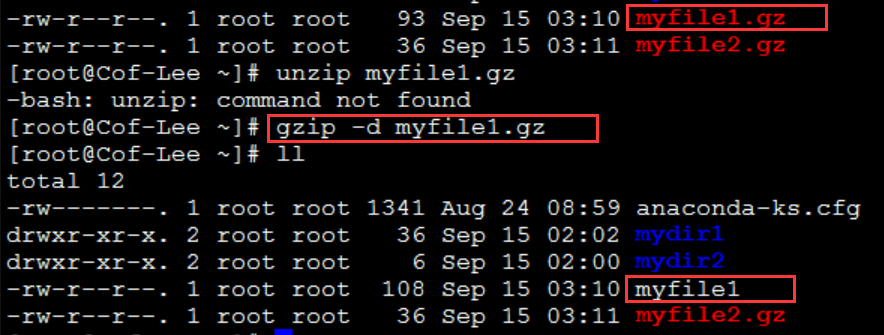 -rw-r--r--. 1 root root 93 Sep 15 03:10 myfile1.gz
-rw-r--r--. 1 root root 36 Sep 15 03:11 myfile2.gz
[root@Cof-Lee ~]# unzip myfile1.gz
-bash: unzip: command not found
[root@Cof-Lee ~]# gzip -d myfile1.gz
[root@Cof-Lee ~]# ll
total 12
-rw-------. 1 root root 1341 Aug 24 08:59 anaconda-ks.cfg
drwxr-xr-x. 2 root root 36 Sep 15 02:02 mydir1
drwxr-xr-x. 2 root root 6 Sep 15 02:00 mydir2
-rw-r--r--. 1 root root 108 Sep 15 03:10 myfile1
-rw-r--r--. 1 root root 36 Sep 15 03:11 myfile2.gz